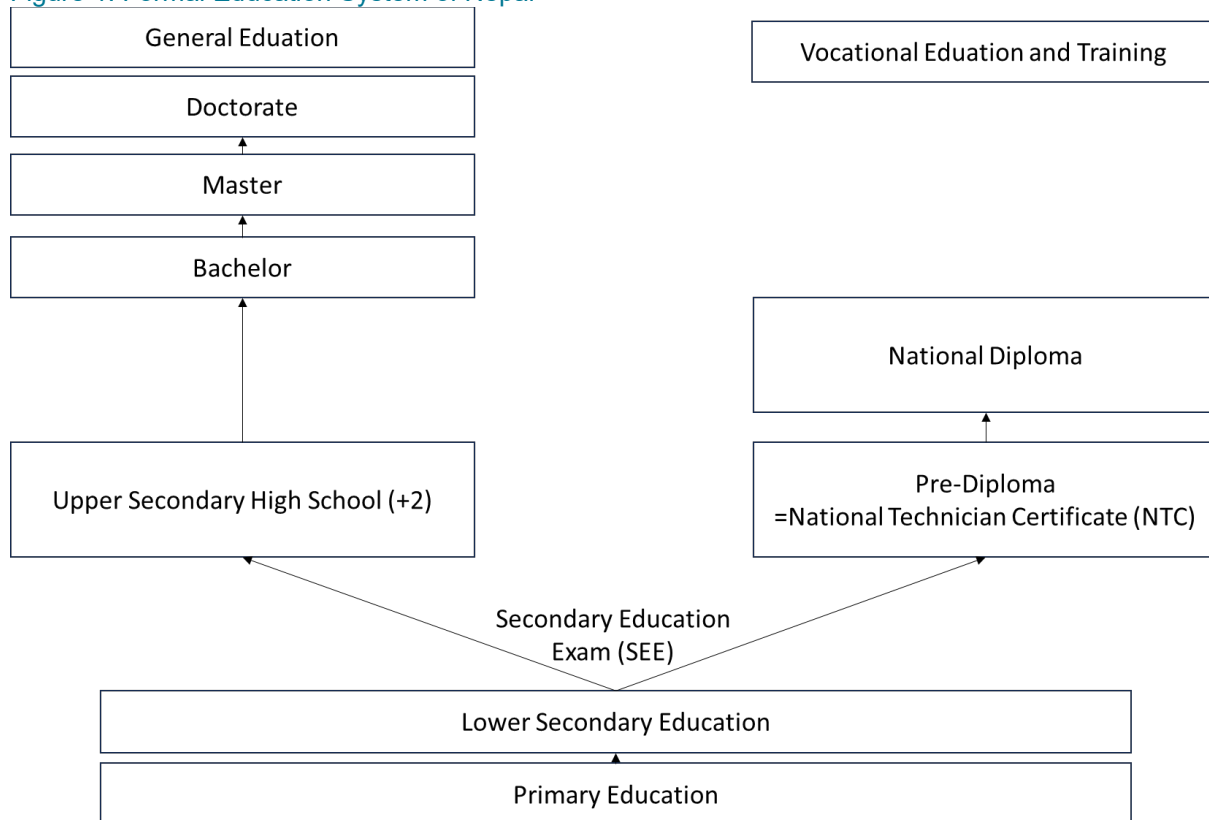 General Eduation
Vocational Eduation and Training
Doctorate
Master
Bachelor
National Diploma
Upper Secondary High School (+2)
Pre-Diploma
=National Technician Certificate (NTC)
Secondary Education
Exam (SEE)
Lower Secondary Education
Primary Education